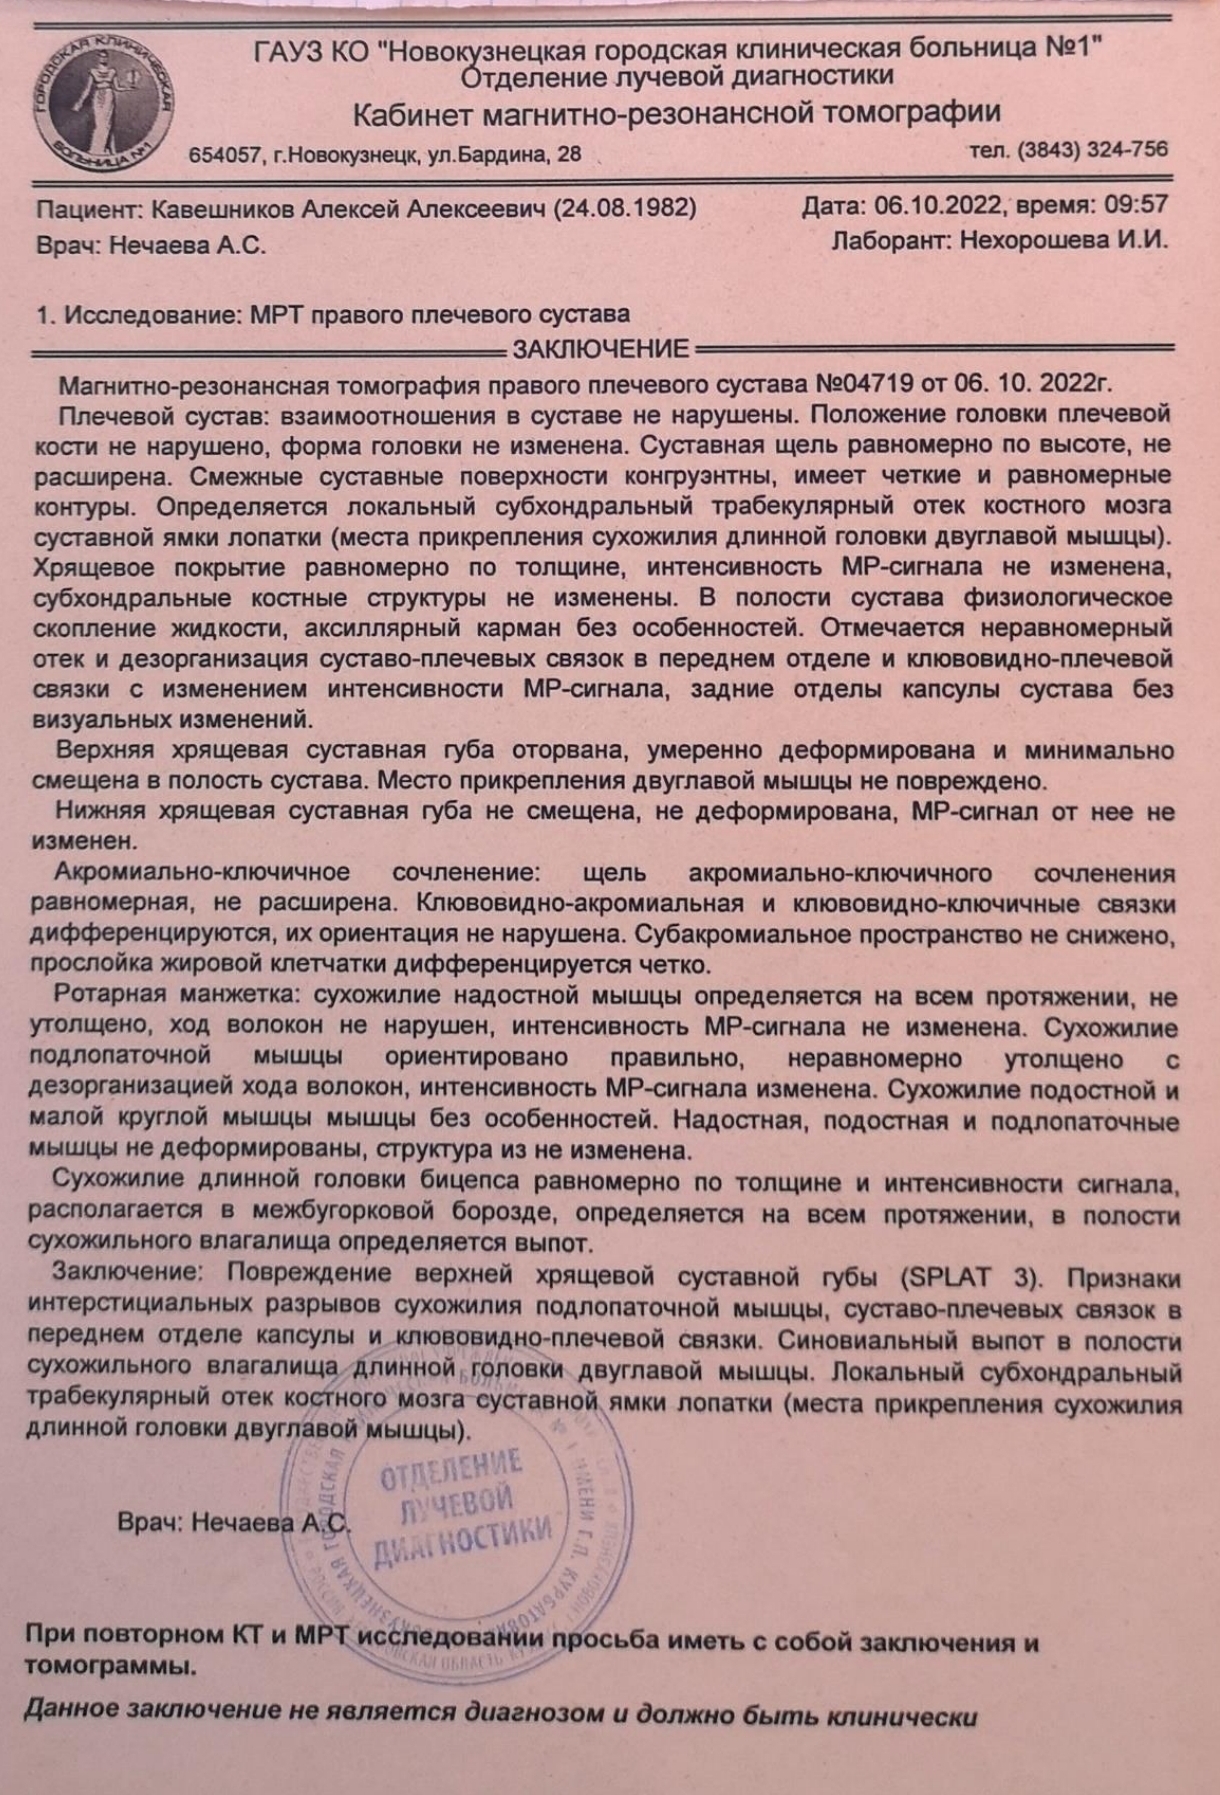 ГОРОДСКАЯ КЛИНИЧЕСКАЯ
БОЛЬНИЦА №1
ГАУЗ КО "Новокузнецкая городская клиническая больница №1"
Отделение лучевой диагностики
Кабинет магнитно-резонансной томографии
654057, г.Новокузнецк, ул.Бардина, 28 тел. (3843) 324-756
Пациент: Кавешников Алексей Алексеевич (24.08.1982) Дата: 06.10.2022, время: 09:57
Врач: Нечаева А.С. Лаборант: Нехорошева И.И.
1. Исследование: МРТ правого плечевого сустава
ЗАКЛЮЧЕНИЕ
Магнитно-резонансная томография правого плечевого сустава №04719 от 06. 10. 2022г.
Плечевой сустав: взаимоотношения в суставе не нарушены. Положение головки плечевой
кости не нарушено, форма головки не изменена. Суставная щель равномерно по высоте, не
расширена. Смежные суставные поверхности конгруэнтны, имеет четкие и равномерные
контуры. Определяется локальный субхондральный трабекулярный отек костного мозга
суставной ямки лопатки (места прикрепления сухожилия длинной головки двуглавой мышцы).
Хрящевое покрытие равномерно по толщине, интенсивность МР-сигнала не изменена,
субхондральные костные структуры не изменены. В полости сустава физиологическое
скопление жидкости, аксиллярный карман без особенностей. Отмечается неравномерный
отек и дезорганизация суставо-плечевых связок в переднем отделе и клювовидно-плечевой
связки с изменением интенсивности МР-сигнала, задние отделы капсулы сустава без
визуальных изменений.
Верхняя хрящевая суставная губа оторвана, умеренно деформирована и минимально
смещена в полость сустава. Место прикрепления двуглавой мышцы не повреждено.
Нижняя хрящевая суставная губа не смещена, не деформирована, МР-сигнал от нее не
изменен.
Акромиально-ключичное сочленение: щель акромиально-ключичного сочленения
равномерная, не расширена. Клювовидно-акромиальная и клювовидно-ключичные связки
дифференцируются, их ориентация не нарушена. Субакромиальное пространство не снижено,
прослойка жировой клетчатки дифференцируется четко.
Ротарная манжетка: сухожилие надостной мышцы определяется на всем протяжении, не
утолщено, ход волокон не нарушен, интенсивность МР-сигнала не изменена. Сухожилие
подлопаточной мышцы ориентировано правильно, неравномерно утолщено с
дезорганизацией хода волокон, интенсивность МР-сигнала изменена. Сухожилие подостной и
малой круглой мышцы мышцы без особенностей. Надостная, подостная и подлопаточные
мышцы не деформированы, структура из не изменена.
Сухожилие длинной головки бицепса равномерно по толщине и интенсивности сигнала,
располагается в межбугорковой борозде, определяется на всем протяжении, в полости
сухожильного влагалища определяется выпот.
Заключение: Повреждение верхней хрящевой суставной губы (SPLAT 3). Признаки
интерстициальных разрывов сухожилия подлопаточной мышцы, суставо-плечевых связок в
переднем отделе капсулы и клювовидно-плечевой связки. Синовиальный выпот в полости
сухожильного влагалища длинной головки двуглавой мышцы. Локальный субхондральный
трабекулярный отек костного мозга суставной ямки лопатки (места прикрепления сухожилия
длинной головки двуглавой мышцы).
Врач: Нечаева А.С.
ОТДЕЛЕНИЕ
ЛУЧЕВОЙ
ДИАГНОСТИКИ
При повторном КТ и МРТ исследовании просьба иметь с собой заключения и
томограммы.
Данное заключение не является диагнозом и должно быть клинически